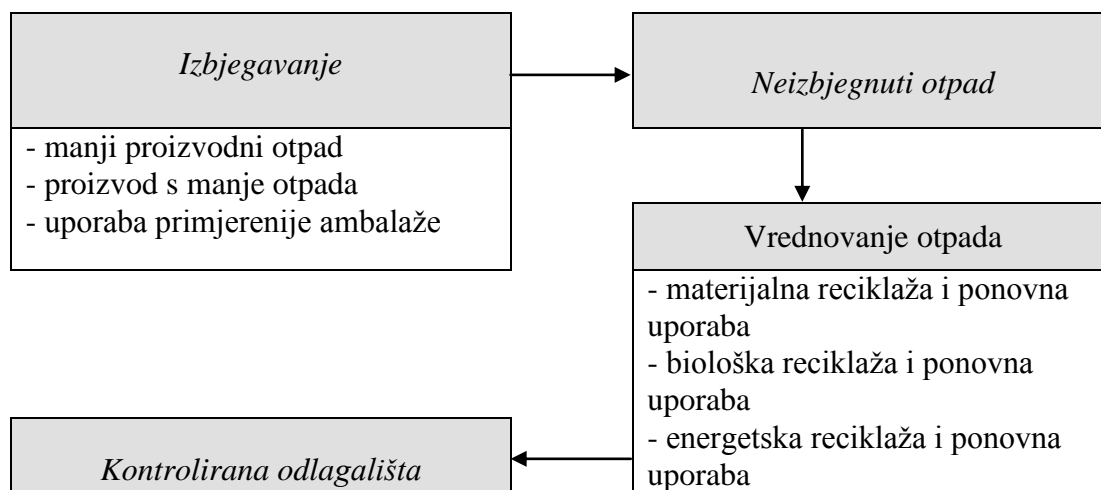 Izbjegavanje
- manji proizvodni otpad
- proizvod s manje otpada
- uporaba primjerenije ambalaže
Neizbjegnuti otpad
Vrednovanje otpada
- materijalna reciklaža i ponovna
uporaba
- biološka reciklaža i ponovna
uporaba
- energetska reciklaža i ponovna
uporaba
Kontrolirana odlagališta